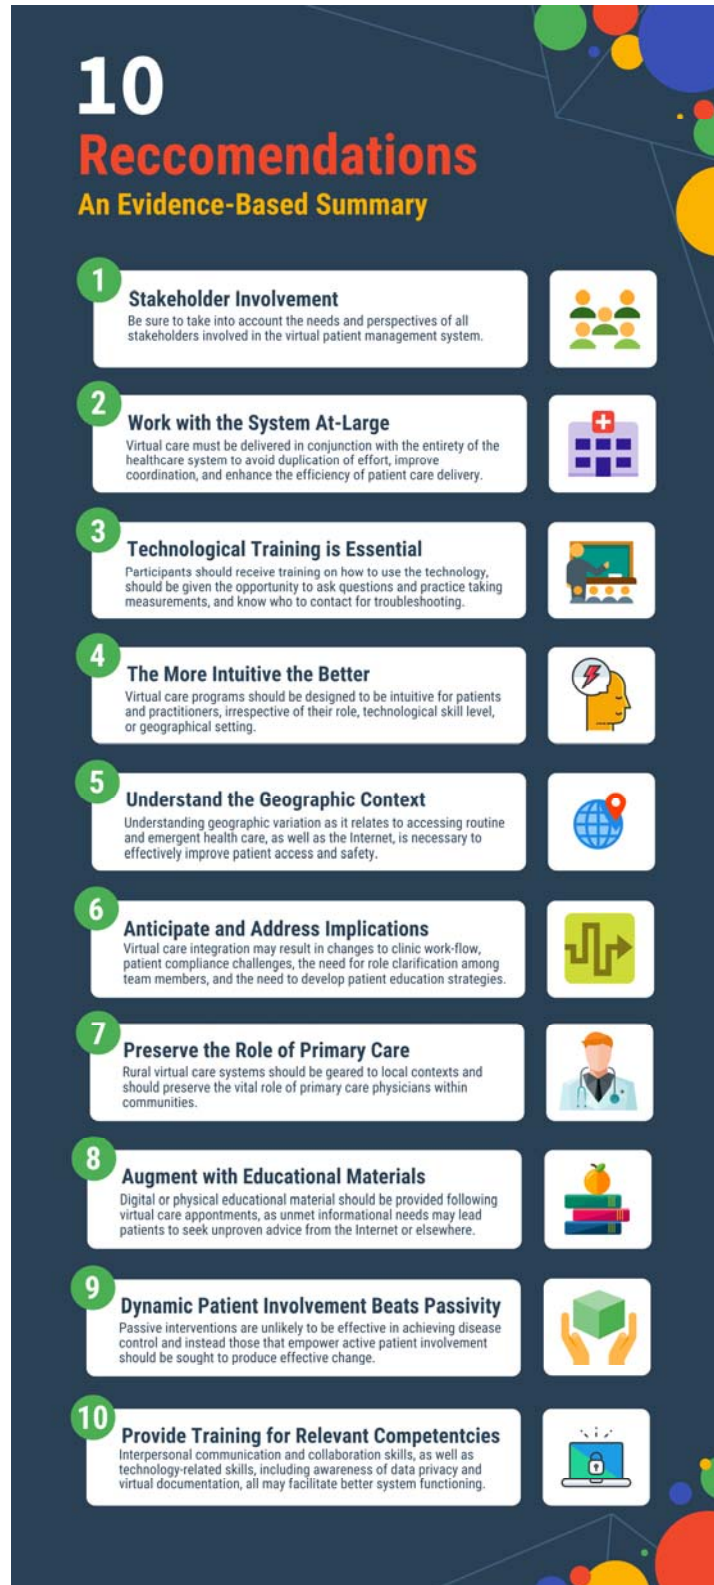 10
Reccomendations
An Evidence-Based Summary
1
Stakeholder Involvement
Be sure to take into account the needs and perspectives of all
stakeholders involved in the virtual patient management system.
2
Work with the System At-Large
Virtual care must be delivered in conjunction with the entirety of the
healthcare system to avoid duplication of effort, improve
coordination, and enhance the efficiency of patient care delivery.
3
Technological Training is Essential
Participants should receive training on how to use the technology,
should be given the opportunity to ask questions and practice taking
measurements, and know who to contact for troubleshooting.
4
The More Intuitive the Better
Virtual care programs should be designed to be intuitive for patients
and practitioners, irrespective of their role, technological skill level,
or geographical setting.
5
Understand the Geographic Context
Understanding geographic variation as it relates to accessing routine
and emergent health care, as well as the Internet, is necessary to
effectively improve patient access and safety.
6
Anticipate and Address Implications
Virtual care integration may result in changes to clinic work-flow,
patient compliance challenges, the need for role clarification among
team members, and the need to develop patient education strategies.
7
Preserve the Role of Primary Care
Rural virtual care systems should be geared to local contexts and
should preserve the vital role of primary care physicians within
communities.
8
Augment with Educational Materials
Digital or physical educational material should be provided following
virtual care appontments, as unmet informational needs may lead
patients to seek unproven advice from the Internet or elsewhere.
9
Dynamic Patient Involvement Beats Passivity
Passive interventions are unlikely to be effective in achieving disease
control and instead those that empower active patient involvement
should be sought to produce effective change.
10
Provide Training for Relevant Competentcies
Interpersonal communication and collaboration skills, as well as
technology-related skills, including awareness of data privacy and
virtual documentation, all may facilitate better system functioning.